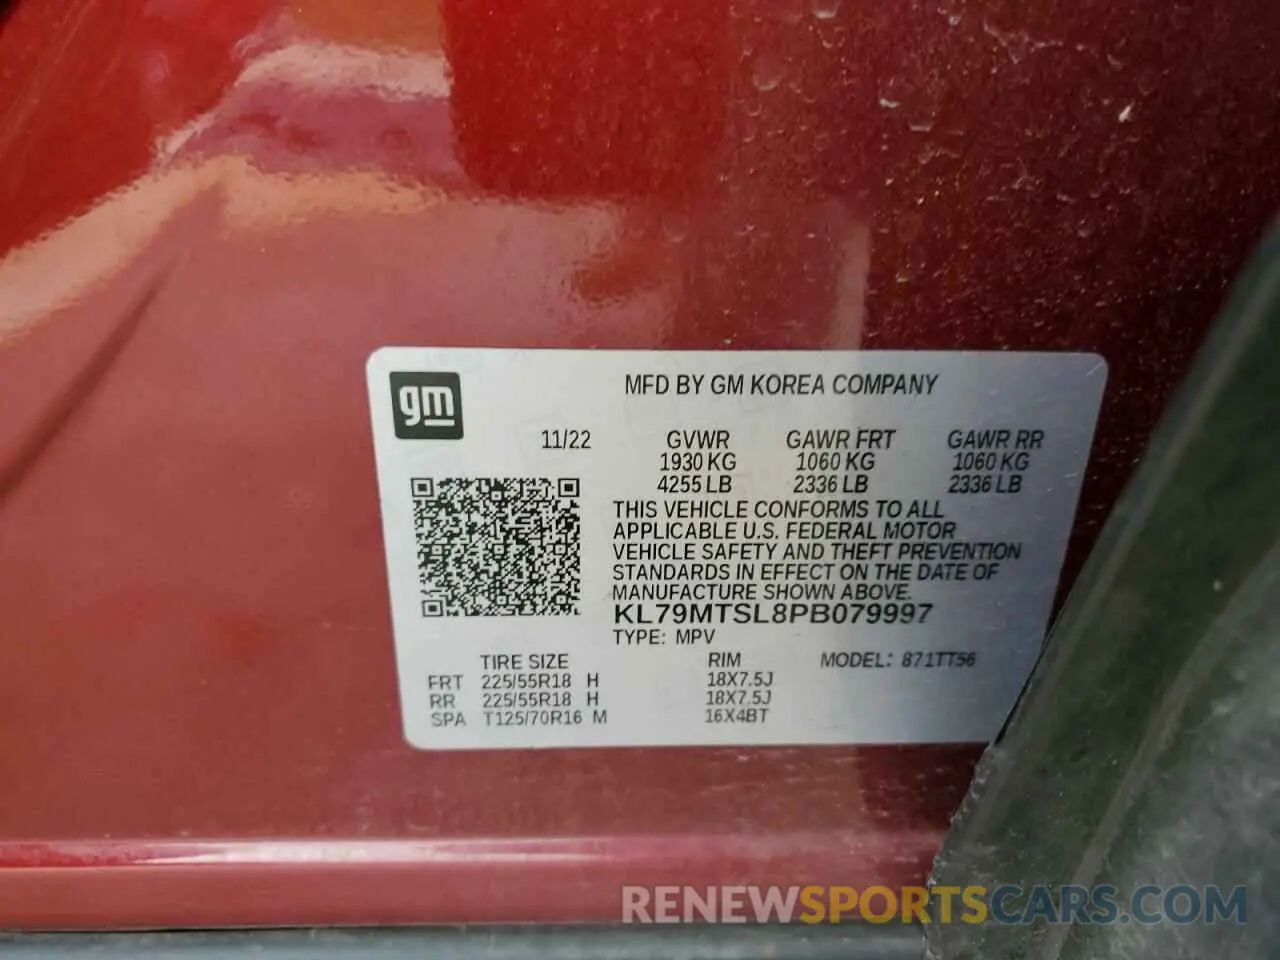 gm
MFD BY GM KOREA COMPANY
11/22 GVWR GAWR FRT GAWR RR
1930 KG 1060 KG 1060 KG
4255 LB 2336 LB 2336 LB
THIS VEHICLE CONFORMS TO ALL
APPLICABLE U.S. FEDERAL MOTOR
VEHICLE SAFETY AND THEFT PREVENTION
STANDARDS IN EFFECT ON THE DATE OF
MANUFACTURE SHOWN ABOVE.
KL79MTSL8PB079997
TYPE: MPV
TIRE SIZE RIM MODEL: 871TT56
FRT 225/55R18 H 18X7.5J
RR 225/55R18 H 18X7.5J
SPA T125/70R16 M 16X4BT
RENEWSPORTSCARS.COM